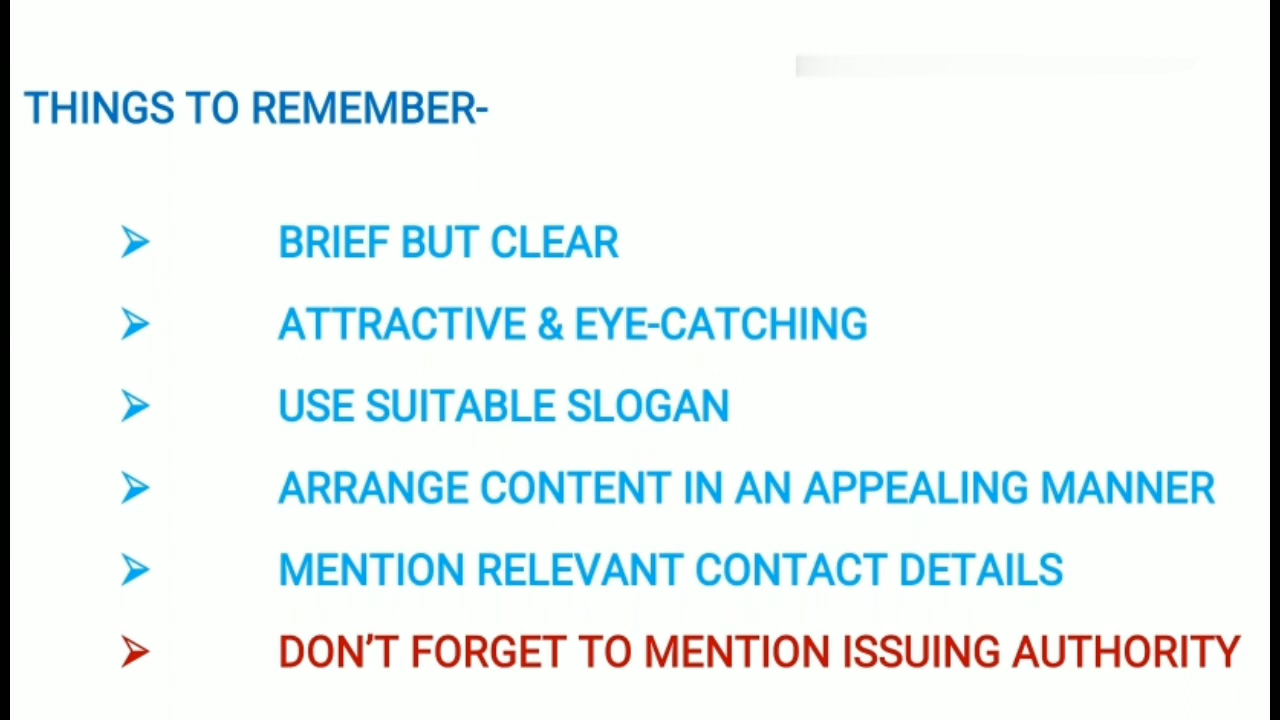 THINGS TO REMEMBER-
BRIEF BUT CLEAR
ATTRACTIVE & EYE-CATCHING
USE SUITABLE SLOGAN
ARRANGE CONTENT IN AN APPEALING MANNER
MENTION RELEVANT CONTACT DETAILS
DON'T FORGET TO MENTION ISSUING AUTHORITY